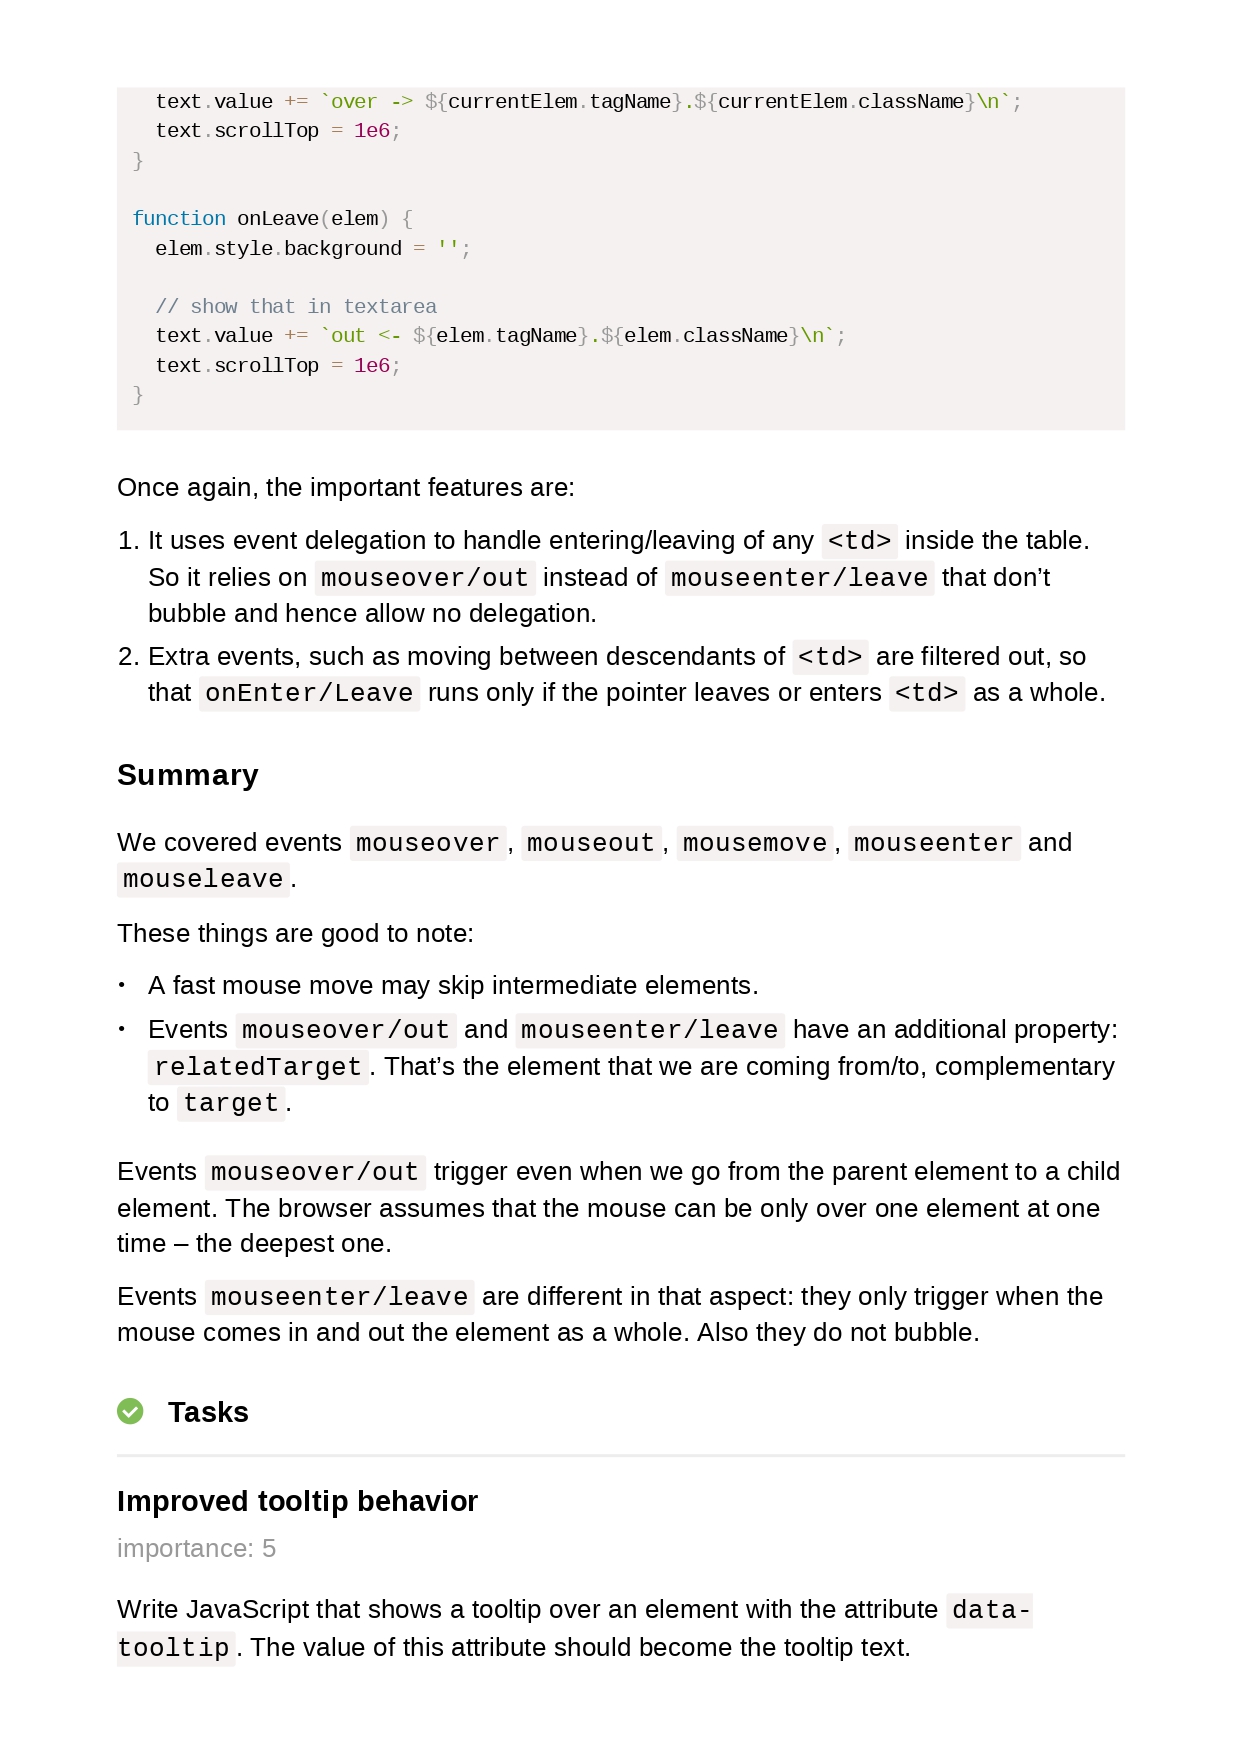 text.value += `over -> ${currentElem.tagName}.${currentElem.className}\n`;
text.scrollTop = 1e6;
}
function onLeave(elem) {
elem.style.background = '';
// show that in textarea
text.value += `out <- ${elem.tagName}.${elem.className}\n`;
text.scrollTop = 1e6;
}
Once again, the important features are:
1. It uses event delegation to handle entering/leaving of any <td> inside the table.
So it relies on mouseover/out instead of mouseenter/leave that don’t
bubble and hence allow no delegation.
2. Extra events, such as moving between descendants of <td> are filtered out, so
that onEnter/Leave runs only if the pointer leaves or enters <td> as a whole.
Summary
We covered events mouseover, mouseout, mousemove, mouseenter and
mouseleave.
These things are good to note:
• A fast mouse move may skip intermediate elements.
• Events mouseover/out and mouseenter/leave have an additional property:
relatedTarget. That’s the element that we are coming from/to, complementary
to target.
Events mouseover/out trigger even when we go from the parent element to a child
element. The browser assumes that the mouse can be only over one element at one
time – the deepest one.
Events mouseenter/leave are different in that aspect: they only trigger when the
mouse comes in and out the element as a whole. Also they do not bubble.
Tasks
Improved tooltip behavior
importance: 5
Write JavaScript that shows a tooltip over an element with the attribute data-
tooltip. The value of this attribute should become the tooltip text.